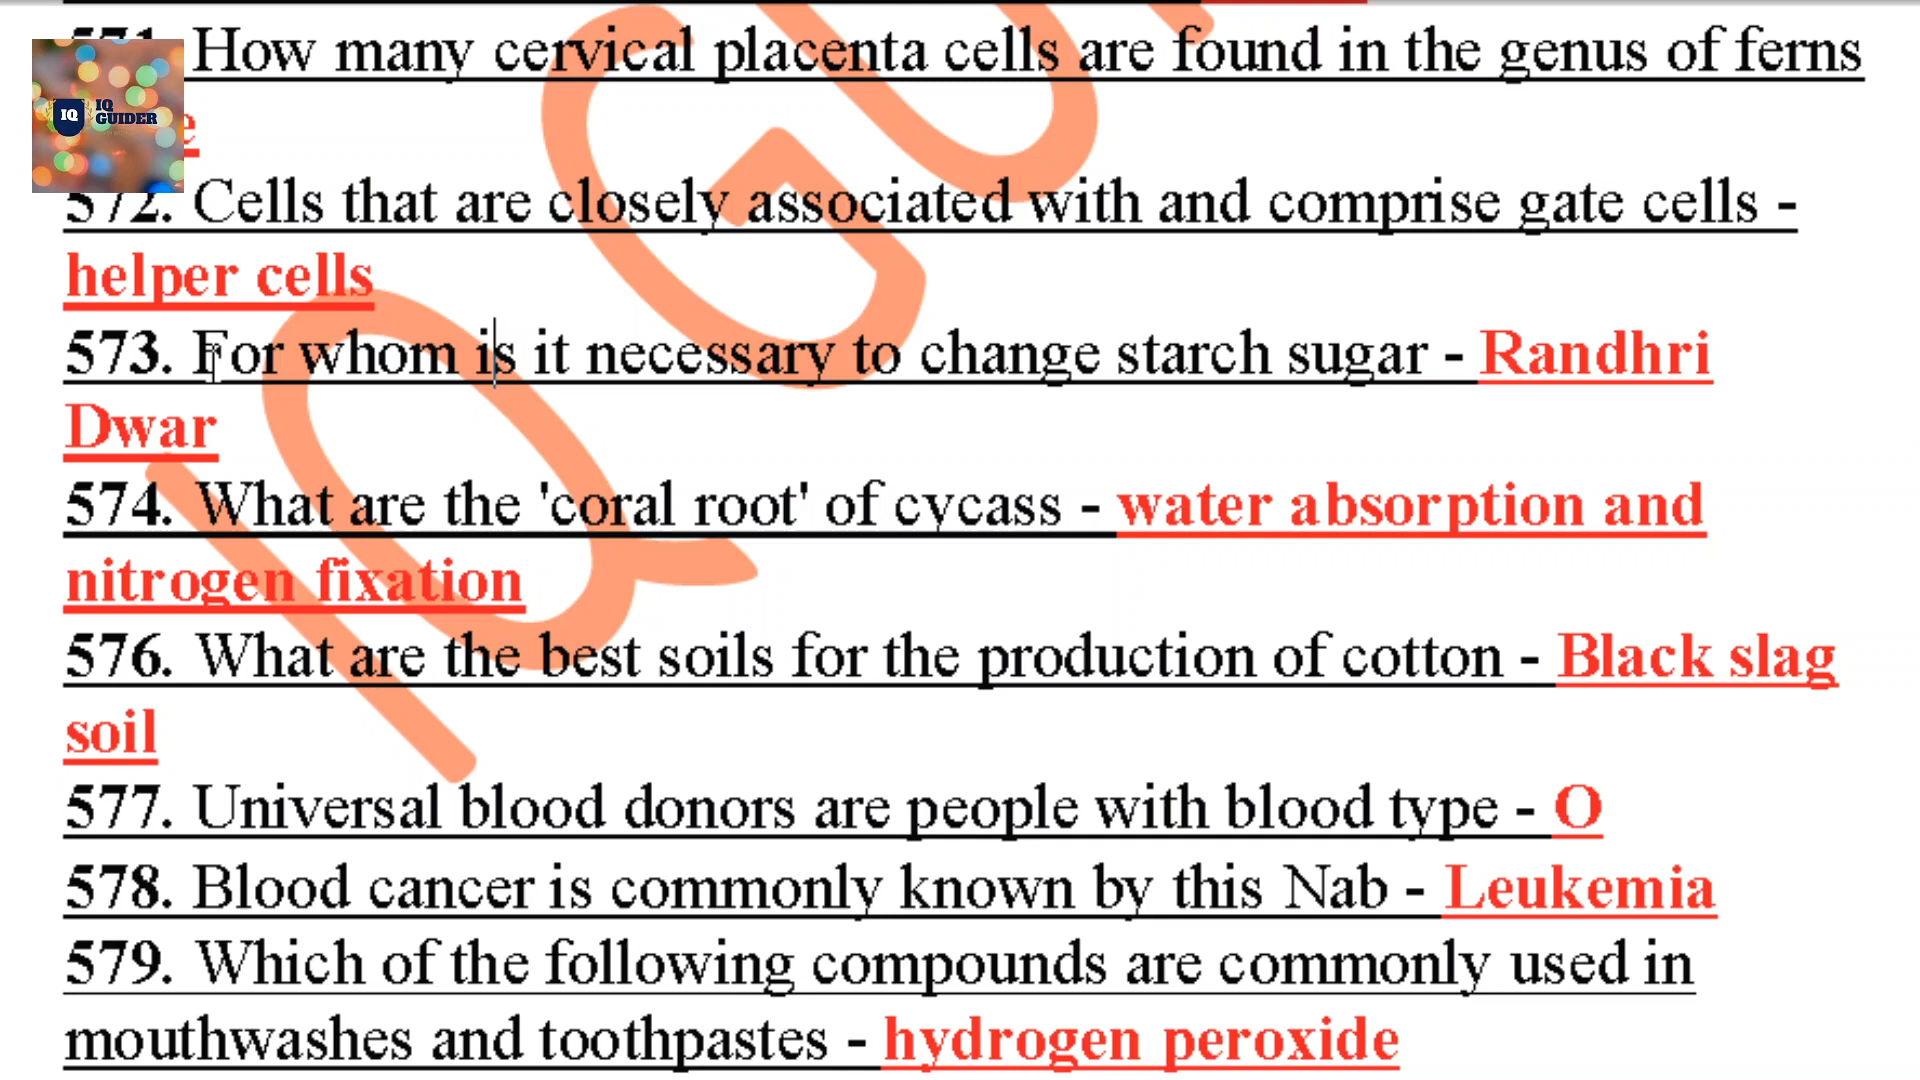 571. How many cervical placenta cells are found in the genus of ferns
IQ
IQ
GUIDER
e
572. Cells that are closely associated with and comprise gate cells -
helper cells
573. For whom is it necessary to change starch sugar - Randhri
Dwar
574. What are the 'coral root' of cycass - water absorption and
nitrogen fixation
576. What are the best soils for the production of cotton - Black slag
soil
577. Universal blood donors are people with blood type - O
578. Blood cancer is commonly known by this Nab - Leukemia
579. Which of the following compounds are commonly used in
mouthwashes and toothpastes - hydrogen peroxide